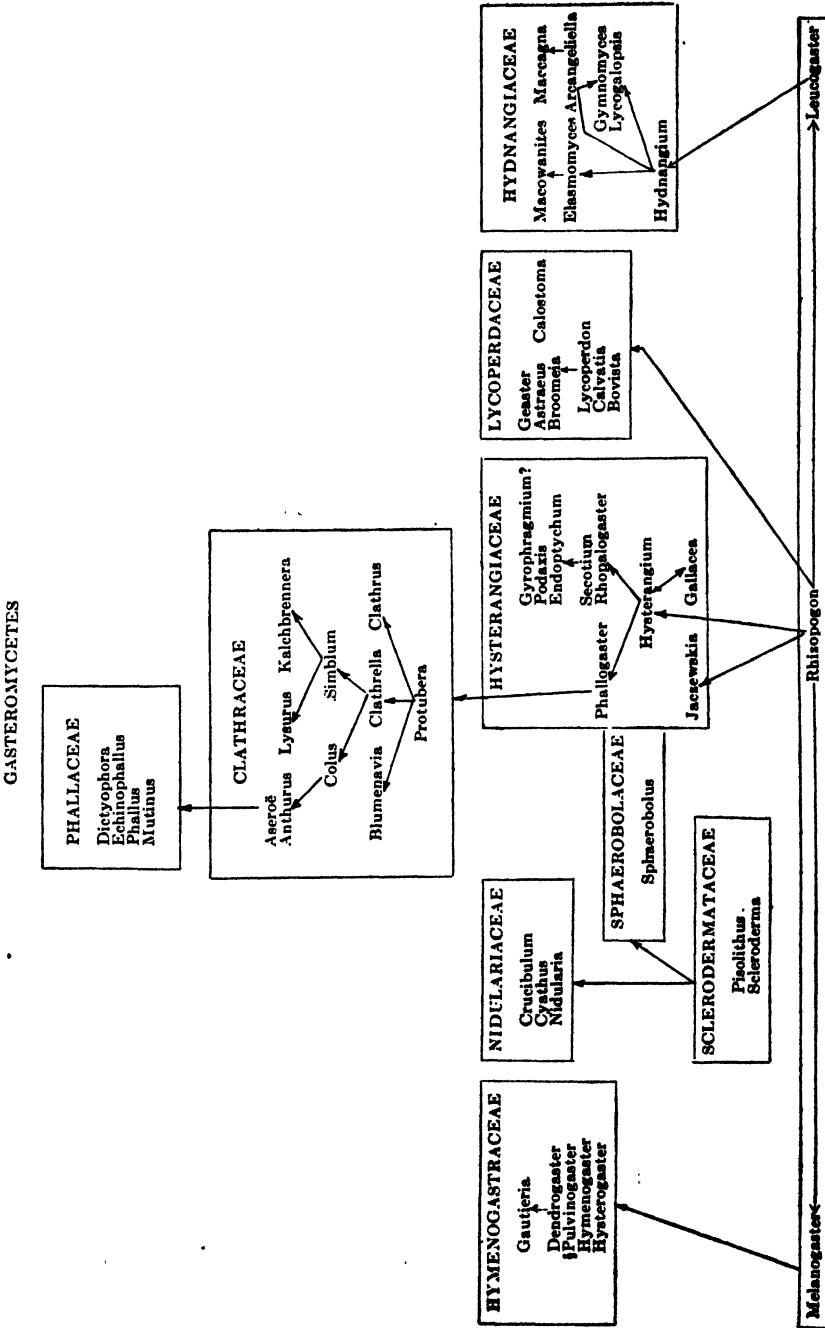 GASTEROMYCETES
PHALLACEAE
Dictyophora
Echinophallus
Phallus
Mutinus
CLATHRACEAE
Aseroë
Anthurus Lysurus Kalchbrennera
Colus Simblum
Blumenavia Clathrella Clathrus
Protubera
HYMENOGASTRACEAE
Gautieria
Dendrogaster
§Pulvinogaster
Hymenogaster
Hysterogaster
NIDULARIACEAE
Crucibulum
Cyathus
Nidularia
SPHAEROBOLACEAE
Sphaerobolus
SCLERODERMATACEAE
Pisolithus
Scleroderma
HYSTERANGIACEAE
Gyrophragmium?
Podaxis
Endoptychum
Phallogaster Secotium
Rhopalogaster
Hysterangium
Jaczewskia Gallacea
LYCOPERDACEAE
Geaster
Astraeus Calostoma
Broomeia
Lycoperdon
Calvatia
Bovista
HYDNANGIACEAE
Macowanites Maccagna
Elasmomyces Arcangeliella
Gymnomyces
Lycogalopsis
Hydnangium
Melanogaster Rhizopogon Leucogaster